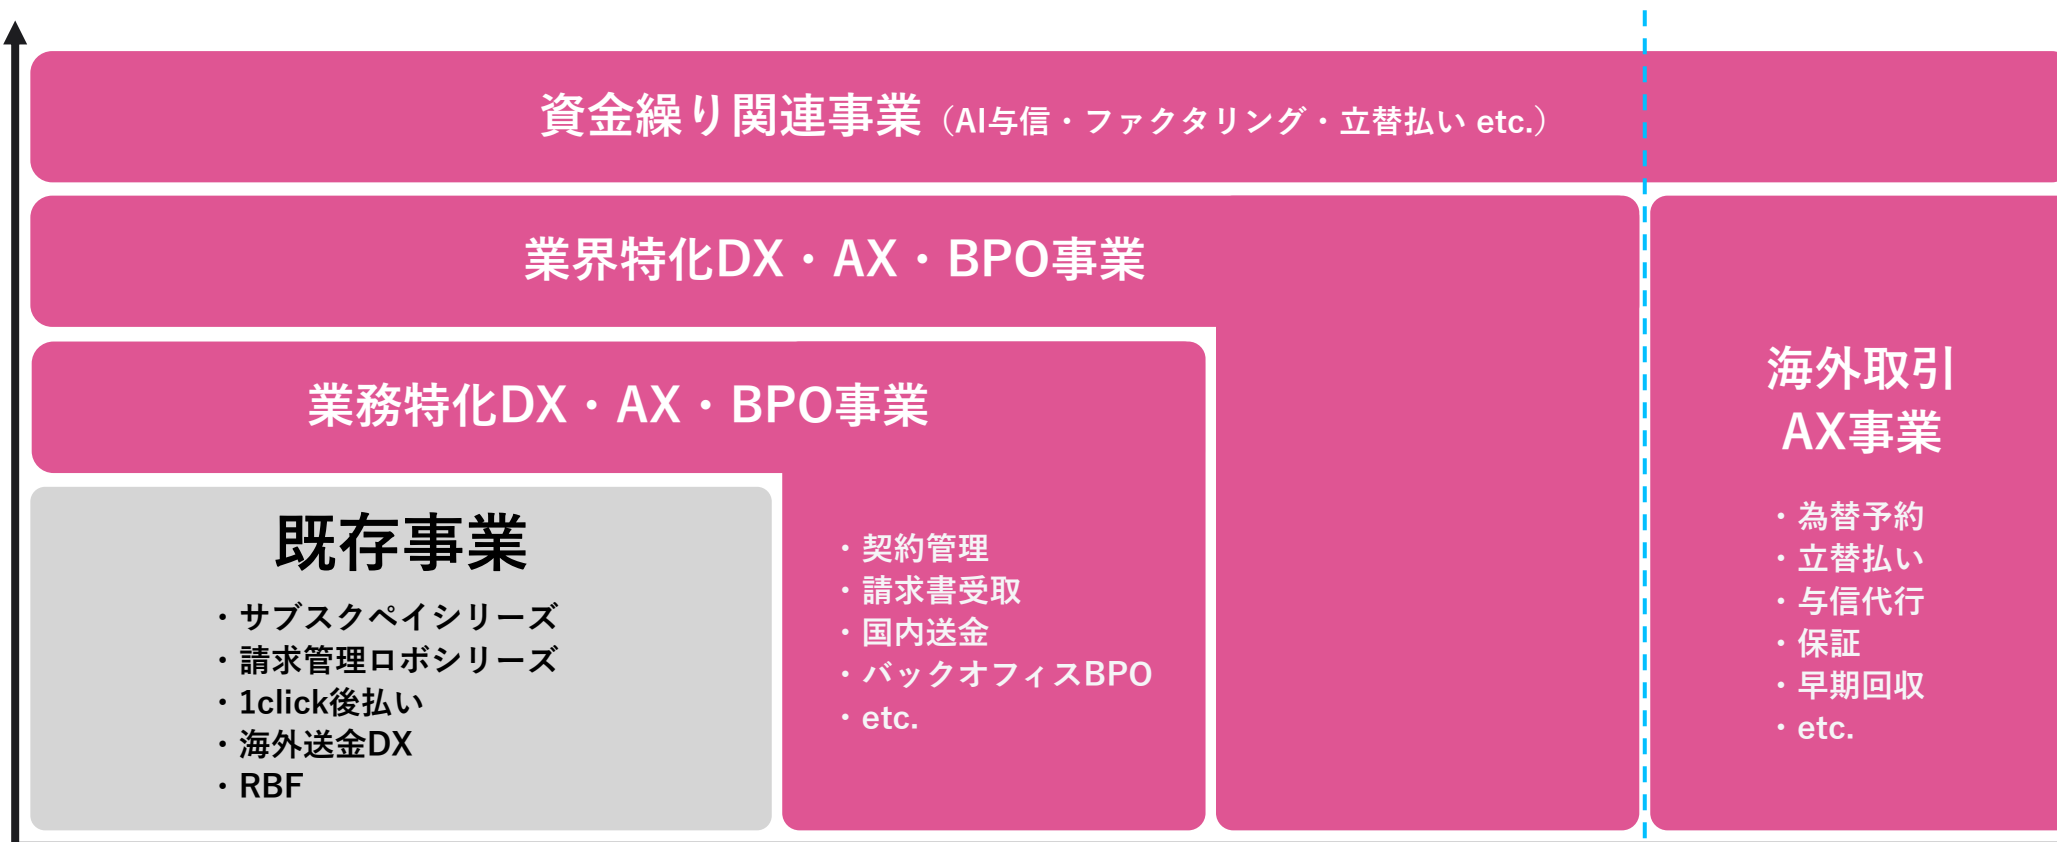 資金繰り関連事業（AI与信・ファクタリング・立替払い etc.）
業界特化DX・AX・BPO事業
業務特化DX・AX・BPO事業
既存事業
・サブスクペイシリーズ
・請求管理ロボシリーズ
・1click後払い
・海外送金DX
・RBF
・契約管理
・請求書受取
・国内送金
・バックオフィスBPO
・etc.
海外取引
AX事業
・為替予約
・立替払い
・与信代行
・保証
・早期回収
・etc.